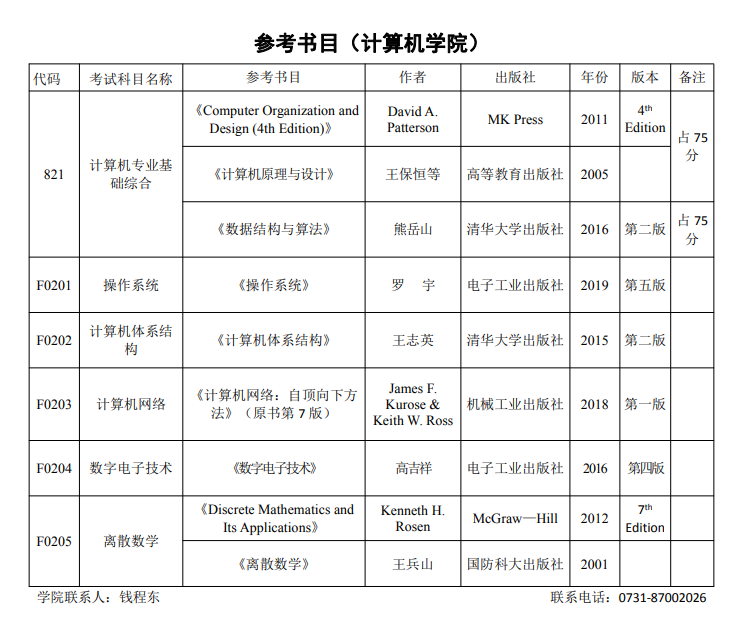 参考书目（计算机学院）
代码 考试科目名称 参考书目 作者 出版社 年份 版本 备注
821 计算机专业基
础综合
《Computer Organization and
Design (4th Edition)》
David A.
Patterson
MK Press 2011 4th
Edition
占 75
分
《计算机原理与设计》 王保恒等 高等教育出版社 2005
《数据结构与算法》 熊岳山 清华大学出版社 2016 第二版 占 75
分
F0201 操作系统 《操作系统》 罗 宇 电子工业出版社 2019 第五版
F0202 计算机体系结
构
《计算机体系结构》 王志英 清华大学出版社 2015 第二版
F0203 计算机网络 《计算机网络：自顶向下方
法》（原书第 7 版）
James F.
Kurose &
Keith W. Ross
机械工业出版社 2018 第一版
F0204 数字电子技术 《数字电子技术》 高吉祥 电子工业出版社 2016 第四版
F0205 离散数学 《Discrete Mathematics and
Its Applications》
Kenneth H.
Rosen
McGraw—Hill 2012 7th
Edition
《离散数学》 王兵山 国防科大出版社 2001
学院联系人：钱程东 联系电话：0731-87002026